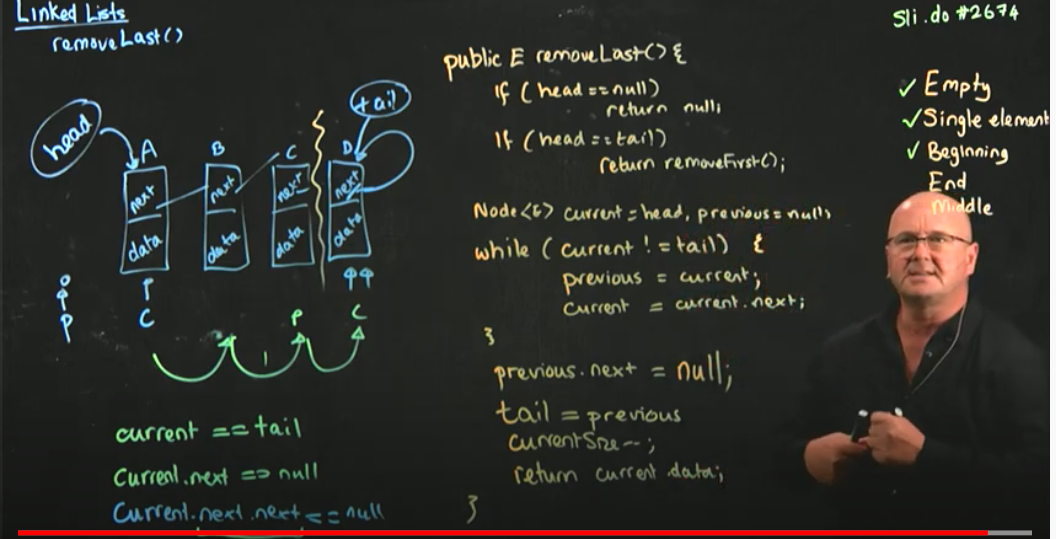 Linked Lists
removeLast()
head
tail
A
B
C
D
next
next
next
next
data
data
data
data
P
C
P
C
current == tail
Current.next => null
Current.next.next <== null
public E removeLast() {
If (head == null)
return null;
If (head == tail)
return removeFirst();
Node<E> current = head, previous = null;
while (current != tail) {
previous = current;
current = current.next;
}
previous.next = null;
tail = previous
currentSize--;
return current.data;
}
Sli.do #2674
✓ Empty
✓ Single element
✓ Beginning
End
Middle